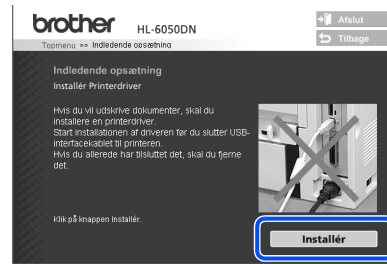 brother HL-6050DN
Afslut
Tilbage
Topmenu >> Indledende opsætning
Indledende opsætning
Installér Printerdriver
Hvis du vil udskrive dokumenter, skal du
installere en printerdriver.
Start installationen af driveren før du slutter USB-
interfacekablet til printeren.
Hvis du allerede har tilsluttet det, skal du fjerne
det.
Klik på knappen Installér.
Installér